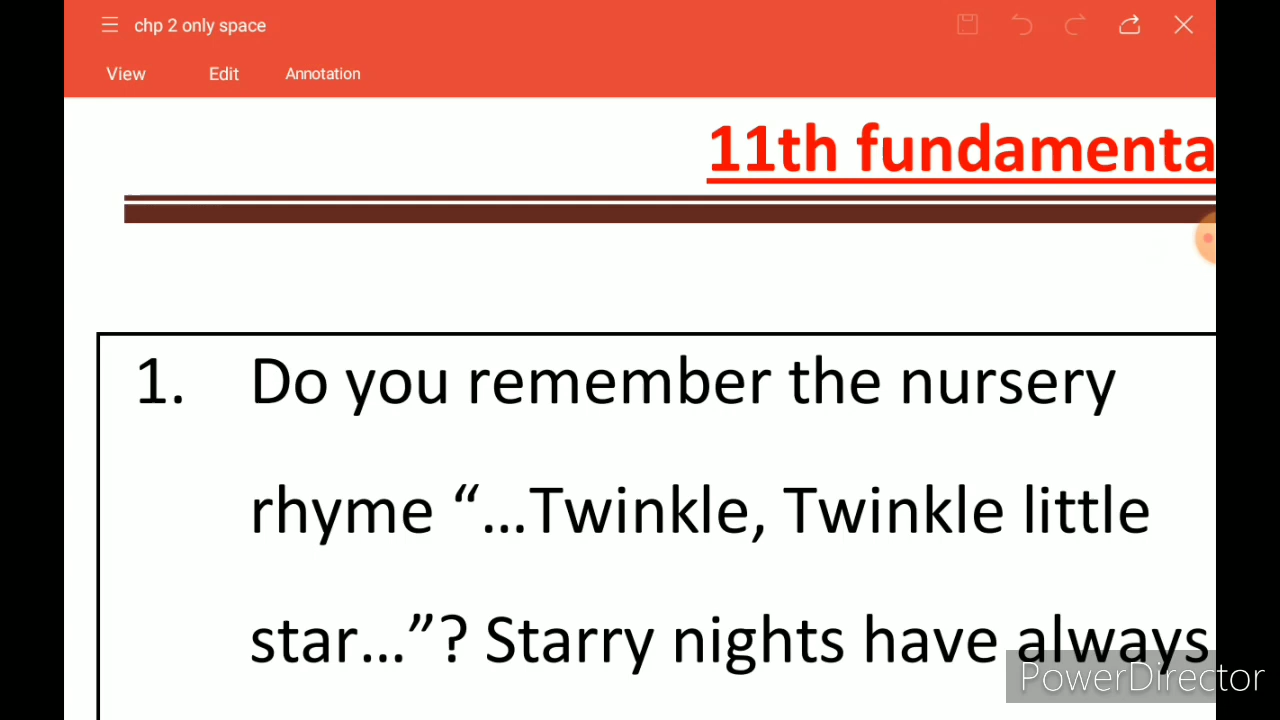 chp 2 only space
View Edit Annotation
11th fundamenta
1. Do you remember the nursery
rhyme “...Twinkle, Twinkle little
star...”? Starry nights have always
PowerDirector